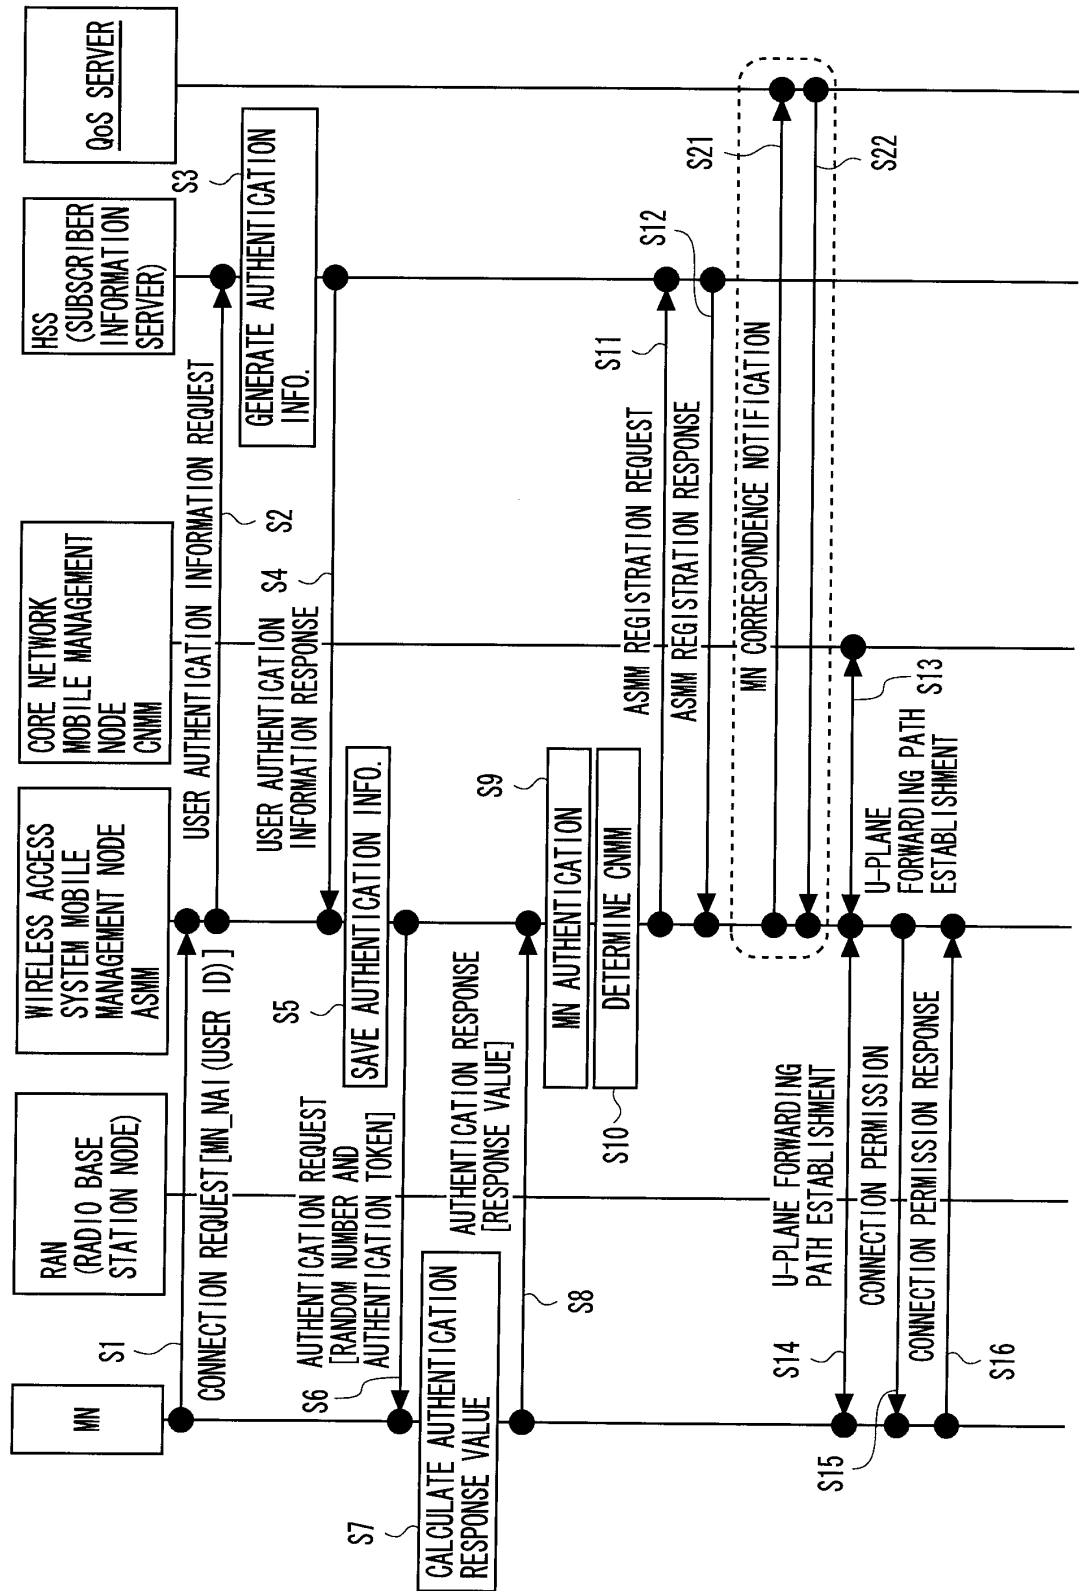 MN
RAN
(RADIO BASE
STATION NODE)
WIRELESS ACCESS
SYSTEM MOBILE
MANAGEMENT NODE
ASMM
CORE NETWORK
MOBILE MANAGEMENT
NODE
CNMM
HSS
(SUBSCRIBER
INFORMATION
SERVER)
QoS SERVER
S1
CONNECTION REQUEST[MN_NAI(USER ID)]
USER AUTHENTICATION INFORMATION REQUEST
S2
S3
GENERATE AUTHENTICATION
INFO.
USER AUTHENTICATION
INFORMATION RESPONSE
S4
S5
SAVE AUTHENTICATION INFO.
AUTHENTICATION REQUEST
[RANDOM NUMBER AND
AUTHENTICATION TOKEN]
S6
S7
CALCULATE AUTHENTICATION
RESPONSE VALUE
AUTHENTICATION RESPONSE
[RESPONSE VALUE]
S8
S9
MN AUTHENTICATION
DETERMINE CNMM
S10
ASMM REGISTRATION REQUEST
S11
ASMM REGISTRATION RESPONSE
S12
MN CORRESPONDENCE NOTIFICATION
S21
S22
S13
U-PLANE
FORWARDING PATH
ESTABLISHMENT
U-PLANE FORWARDING
PATH ESTABLISHMENT
S14
CONNECTION PERMISSION
S15
CONNECTION PERMISSION RESPONSE
S16